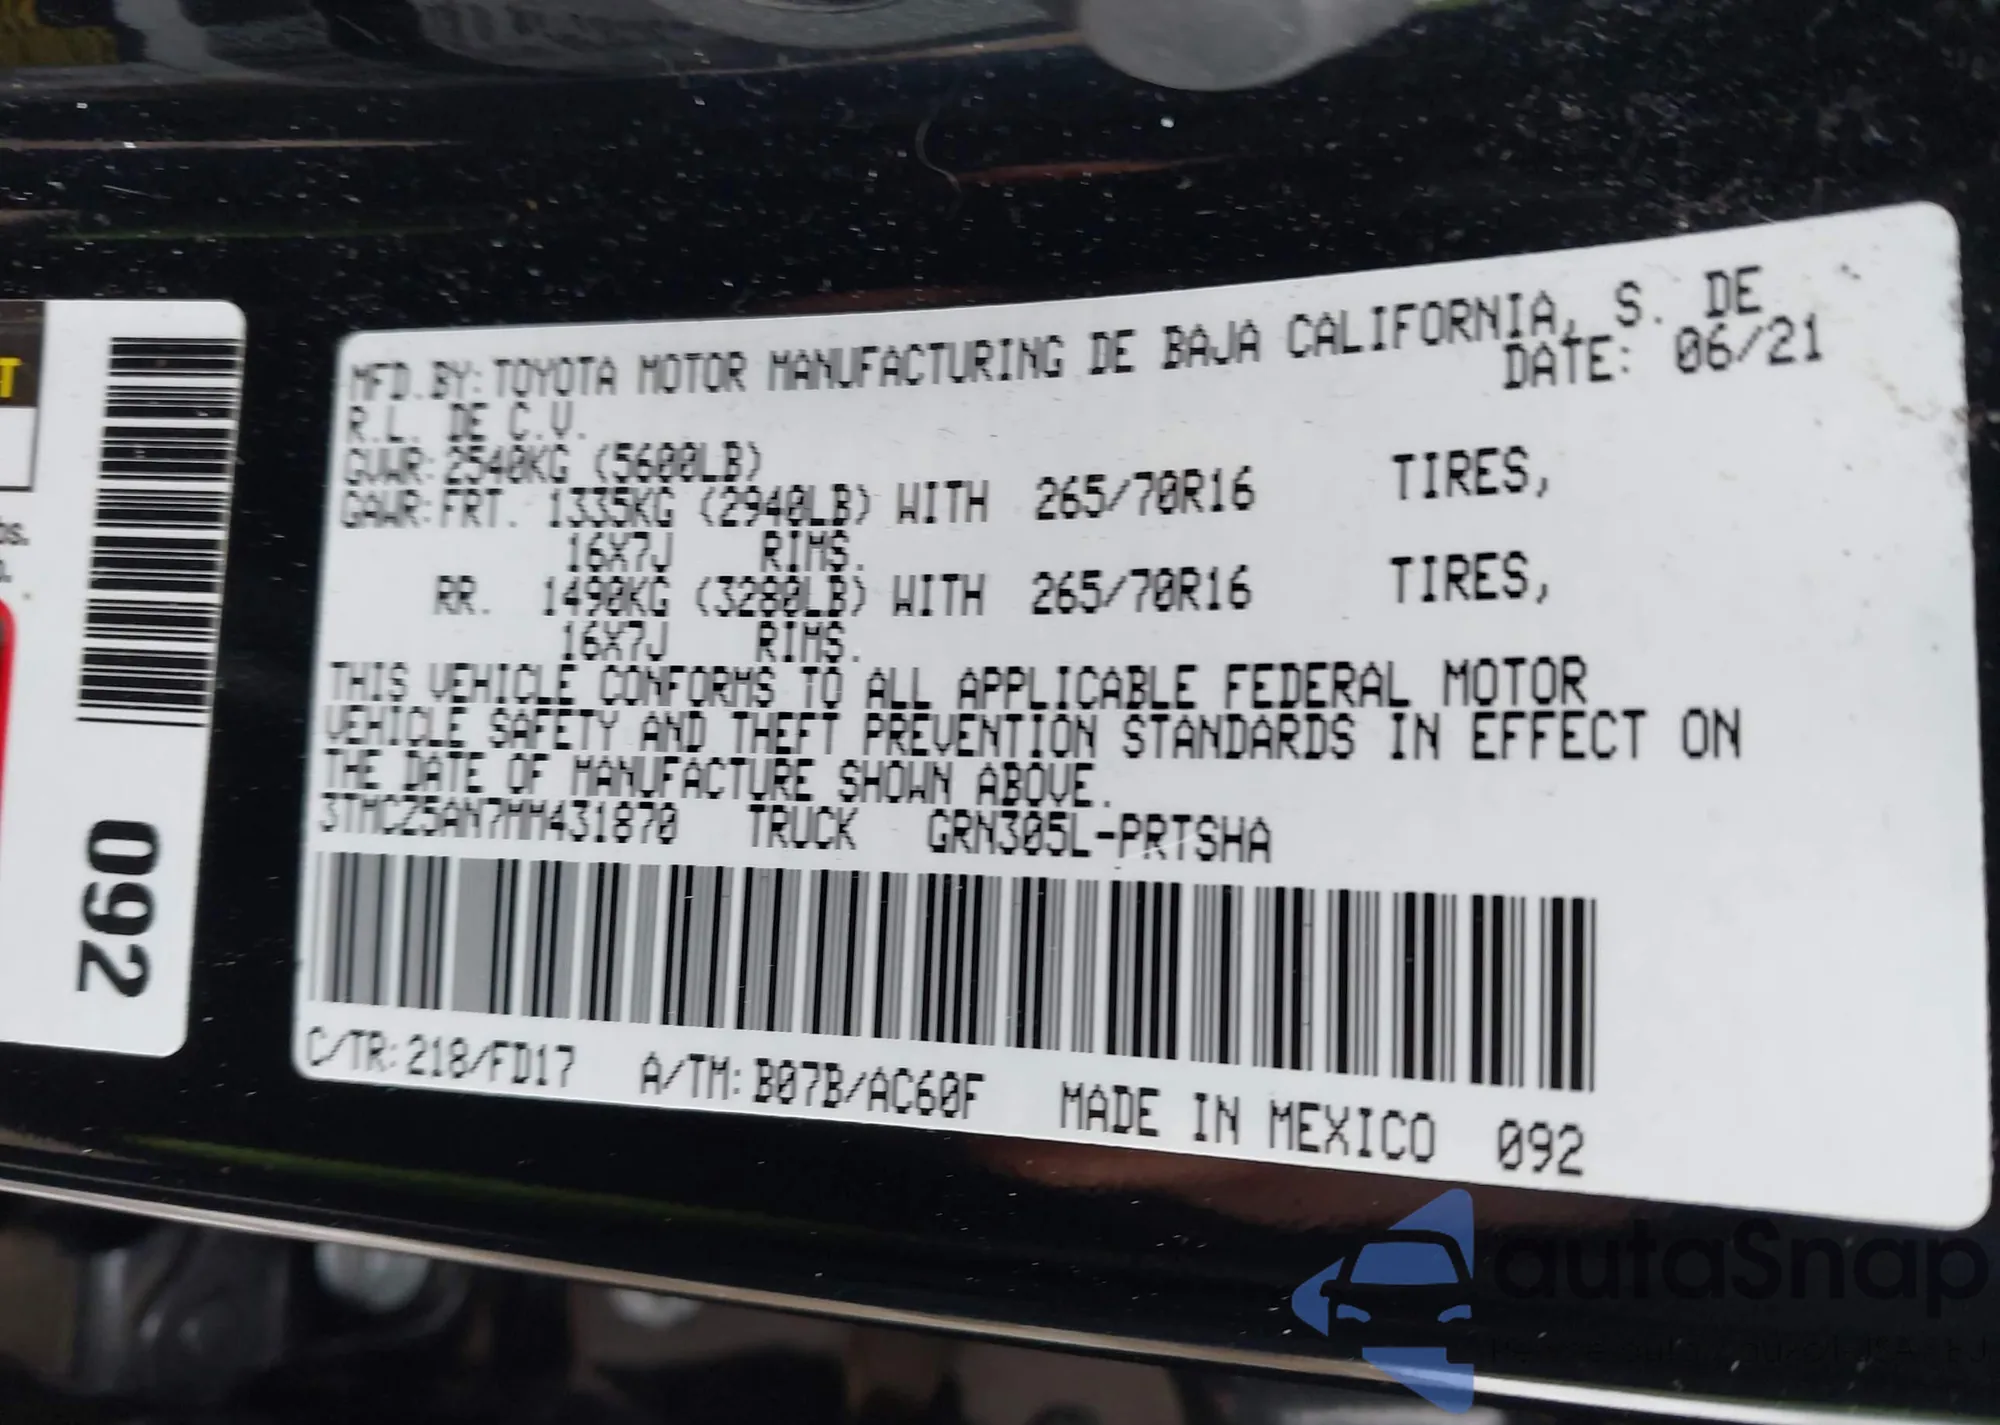 MFD.BY:TOYOTA MOTOR MANUFACTURING DE BAJA CALIFORNIA, S. DE
R.L. DE C.V. DATE: 06/21
GVWR:2540KG (5600LB)
GAWR:FRT. 1335KG (2940LB) WITH 265/70R16 TIRES,
16X7J RIMS.
RR. 1490KG (3280LB) WITH 265/70R16 TIRES,
16X7J RIMS.
THIS VEHICLE CONFORMS TO ALL APPLICABLE FEDERAL MOTOR
VEHICLE SAFETY AND THEFT PREVENTION STANDARDS IN EFFECT ON
THE DATE OF MANUFACTURE SHOWN ABOVE.
3TMCZ5AN7MM431870 TRUCK GRN305L-PRTSHA
C/TR:218/FD17 A/TM:B07B/AC60F MADE IN MEXICO 092
092
autaSnap